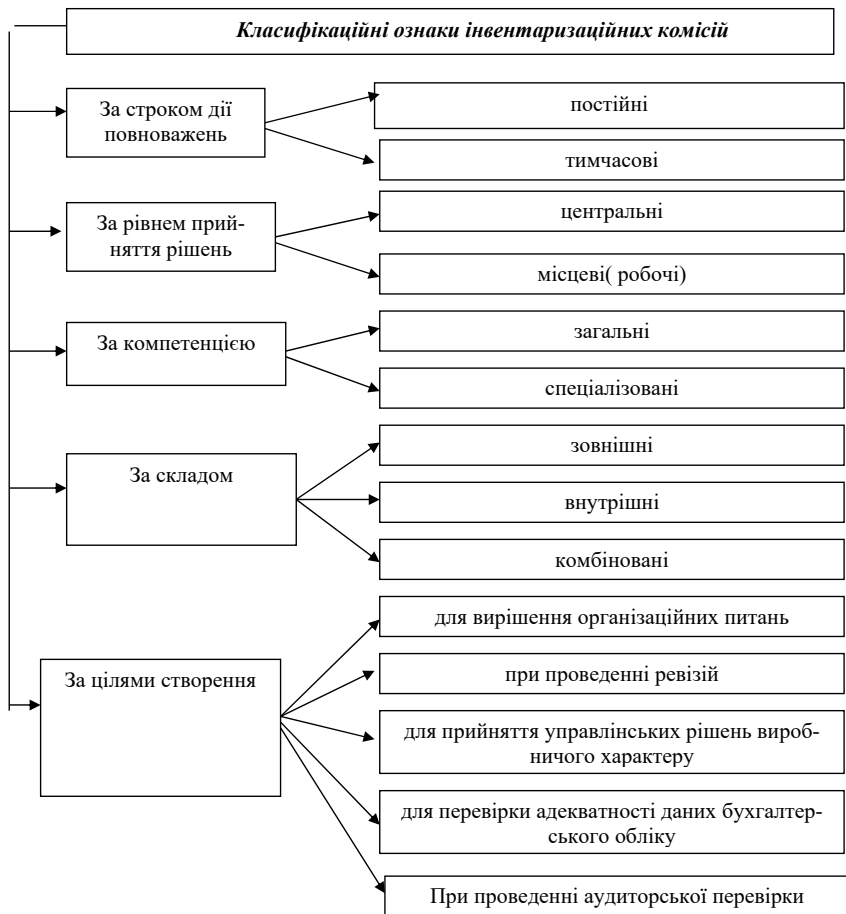 Класифікаційні ознаки інвентаризаційних комісій
За строком дії
повноважень
постійні
тимчасові
За рівнем прий-
няття рішень
центральні
місцеві( робочі)
За компетенцією
загальні
спеціалізовані
За складом
зовнішні
внутрішні
комбіновані
За цілями створення
для вирішення організаційних питань
при проведенні ревізій
для прийняття управлінських рішень вироб-
ничого характеру
для перевірки адекватності даних бухгалтер-
ського обліку
При проведенні аудиторської перевірки